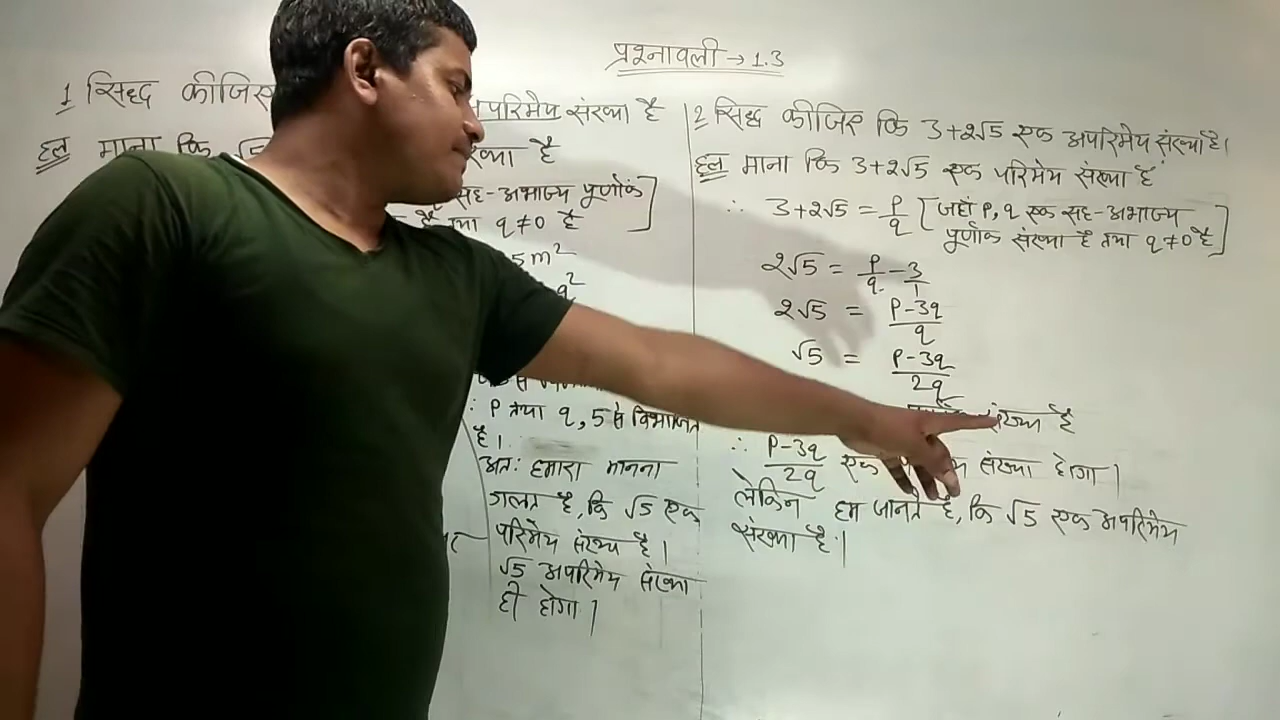 प्रश्नावली → 1.3
1 सिद्ध कीजिए अपरिमेय संख्या है
हल माना कि √5 संख्या है
सह-अभाज्य पूर्णांक]
है तथा q ≠ 0 है
5m²
q²
: P तथा q, 5 से विभाजित
है।
अतः हमारा मानना
गलत है, कि √5 एक
परिमेय संख्या है।
√5 अपरिमेय संख्या
ही होगा।
2 सिद्ध कीजिए कि 3+2√5 एक अपरिमेय संख्या है।
हल माना कि 3+2√5 एक परिमेय संख्या है
∴ 3+2√5 = P/q [जहाँ P, q एक सह-अभाज्य
पूर्णांक संख्या है तथा q ≠ 0 है]
2√5 = P/q - 3/1
2√5 = P-3q/q
√5 = P-3q/2q
संख्या है
∴ P-3q/2q एक संख्या होगा।
लेकिन हम जानते है, कि √5 एक अपरिमेय
संख्या है।